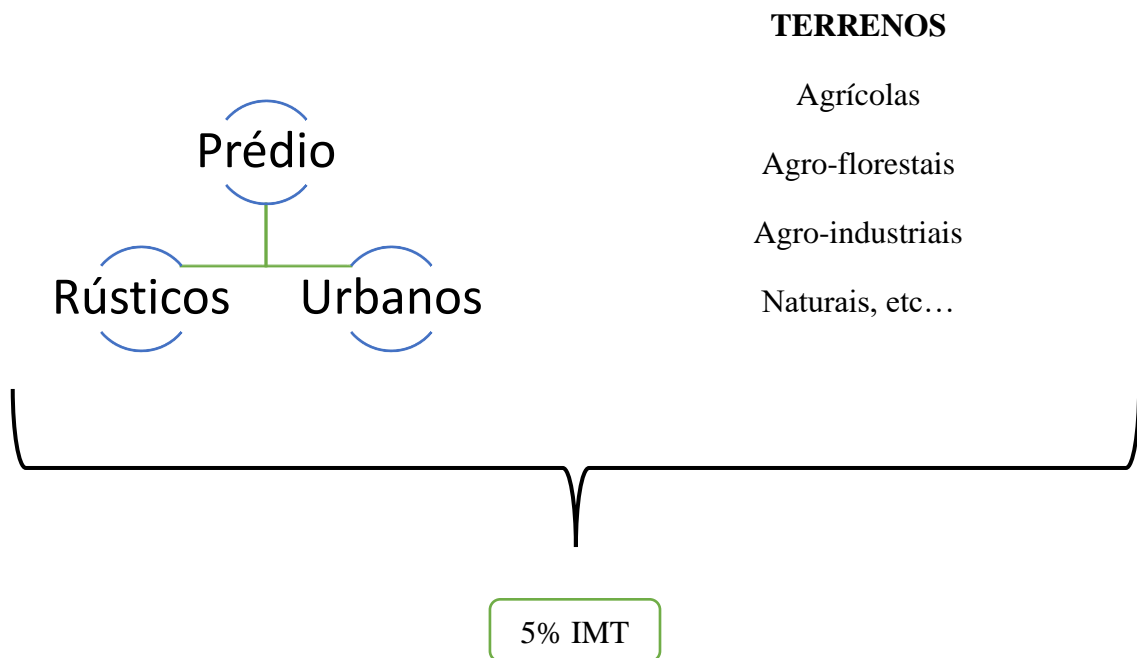 Prédio
Rústicos
Urbanos
TERRENOS
Agrícolas
Agro-florestais
Agro-industriais
Naturais, etc…
5% IMT